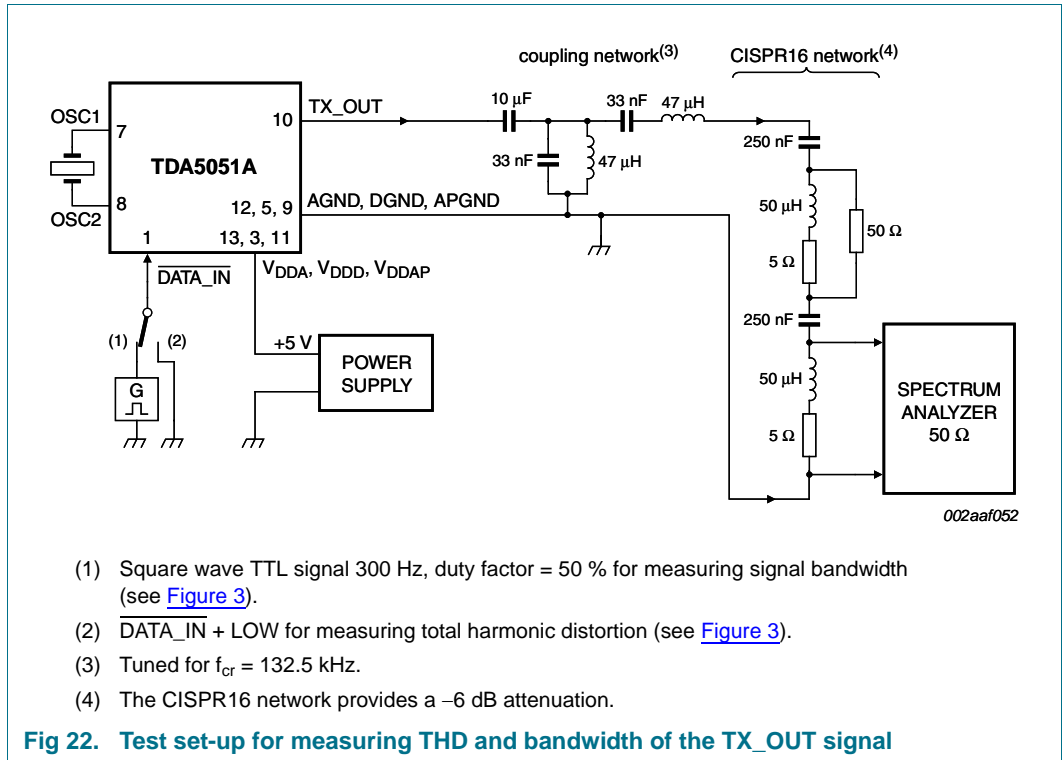 coupling network(3)
CISPR16 network(4)
10 μF
33 nF
47 μH
OSC1
7
10
TX_OUT
250 nF
33 nF
47 μH
TDA5051A
50 μH
50 Ω
OSC2
8
12, 5, 9
AGND, DGND, APGND
5 Ω
1
13, 3, 11
DATA_IN
VDDA, VDDD, VDDAP
250 nF
(1)
(2)
+5 V
POWER
SUPPLY
50 μH
SPECTRUM
ANALYZER
50 Ω
G
5 Ω
002aaf052
(1) Square wave TTL signal 300 Hz, duty factor = 50 % for measuring signal bandwidth
(see Figure 3).
(2) DATA_IN + LOW for measuring total harmonic distortion (see Figure 3).
(3) Tuned for fcr = 132.5 kHz.
(4) The CISPR16 network provides a −6 dB attenuation.
Fig 22. Test set-up for measuring THD and bandwidth of the TX_OUT signal